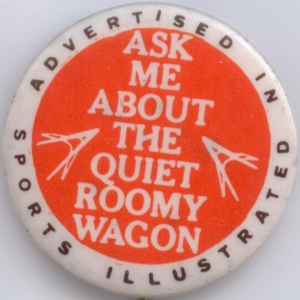 ADVERTISED IN
SPORTS ILLUSTRATED
ASK
ME
ABOUT
THE
QUIET
ROOMY
WAGON